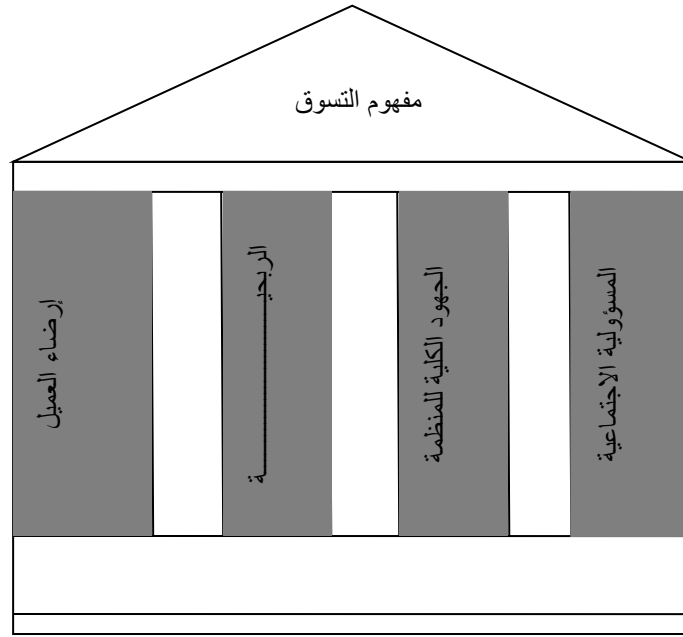 مفهوم التسوق
المسؤولية الاجتماعية
الجهود الكلية للمنظمة
الربحيـــــــــــــــــــة
إرضاء العميل